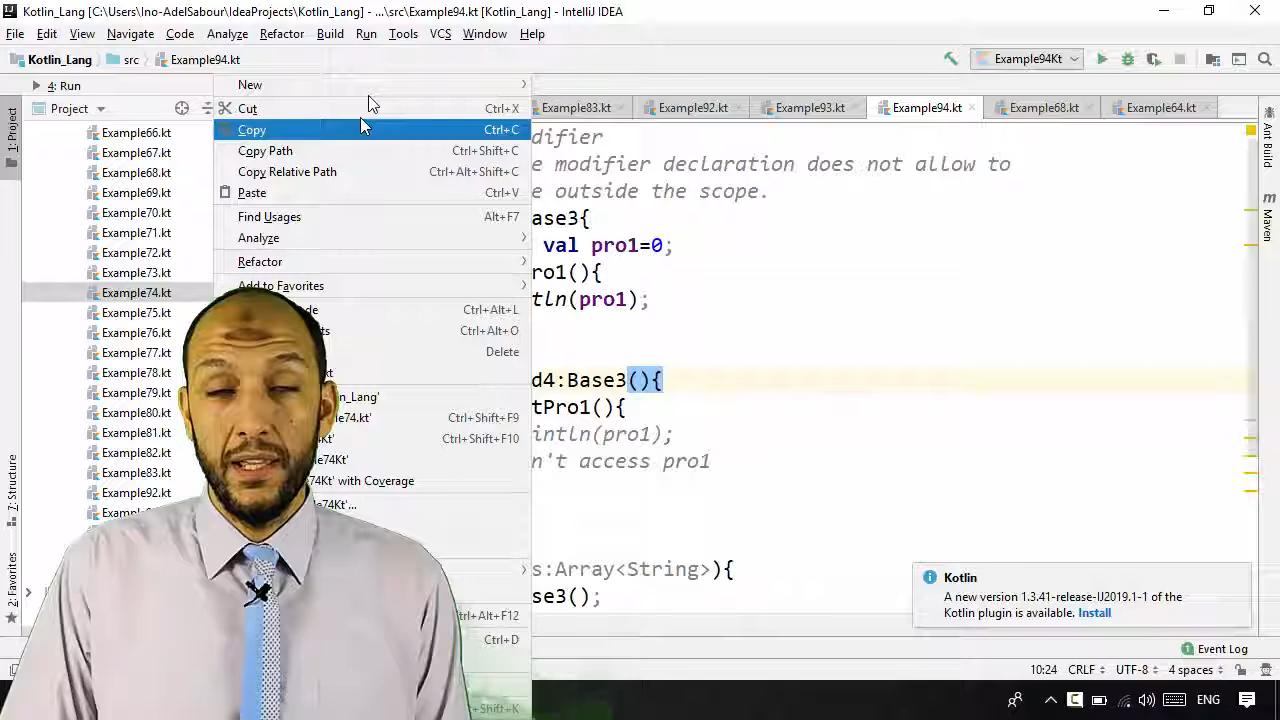 Kotlin_Lang [C:\Users\Ino-AdelSabour\IdeaProjects\Kotlin_Lang] - ...\src\Example94.kt [Kotlin_Lang] - IntelliJ IDEA
File Edit View Navigate Code Analyze Refactor Build Run Tools VCS Window Help
Kotlin_Lang src Example94.kt
Example94Kt
4: Run
Project
1: Project
7: Structure
2: Favorites
Example66.kt
Example67.kt
Example68.kt
Example69.kt
Example70.kt
Example71.kt
Example72.kt
Example73.kt
Example74.kt
Example75.kt
Example76.kt
Example77.kt
Example78.kt
Example79.kt
Example80.kt
Example81.kt
Example82.kt
Example83.kt
Example92.kt
New
Cut Ctrl+X
Copy Ctrl+C
Copy Path Ctrl+Shift+C
Copy Relative Path Ctrl+Alt+Shift+C
Paste Ctrl+V
Find Usages Alt+F7
Analyze
Refactor
Add to Favorites
Ctrl+Alt+L
Ctrl+Alt+O
Delete
n_Lang'
74.kt' Ctrl+Shift+F9
Ctrl+Shift+F10
74Kt'
74Kt' with Coverage
74Kt'...
trl+Alt+F12
Ctrl+D
Example83.kt Example92.kt Example93.kt Example94.kt Example68.kt Example64.kt
difier
e modifier declaration does not allow to
e outside the scope.
ase3{
val pro1=0;
ro1(){
tln(pro1);
d4:Base3(){
tPro1(){
intln(pro1);
n't access pro1
s:Array<String>){
se3();
Ant Build
Maven
Kotlin
A new version 1.3.41-release-IJ2019.1-1 of the
Kotlin plugin is available. Install
1 Event Log
10:24 CRLF UTF-8 4 spaces
ENG